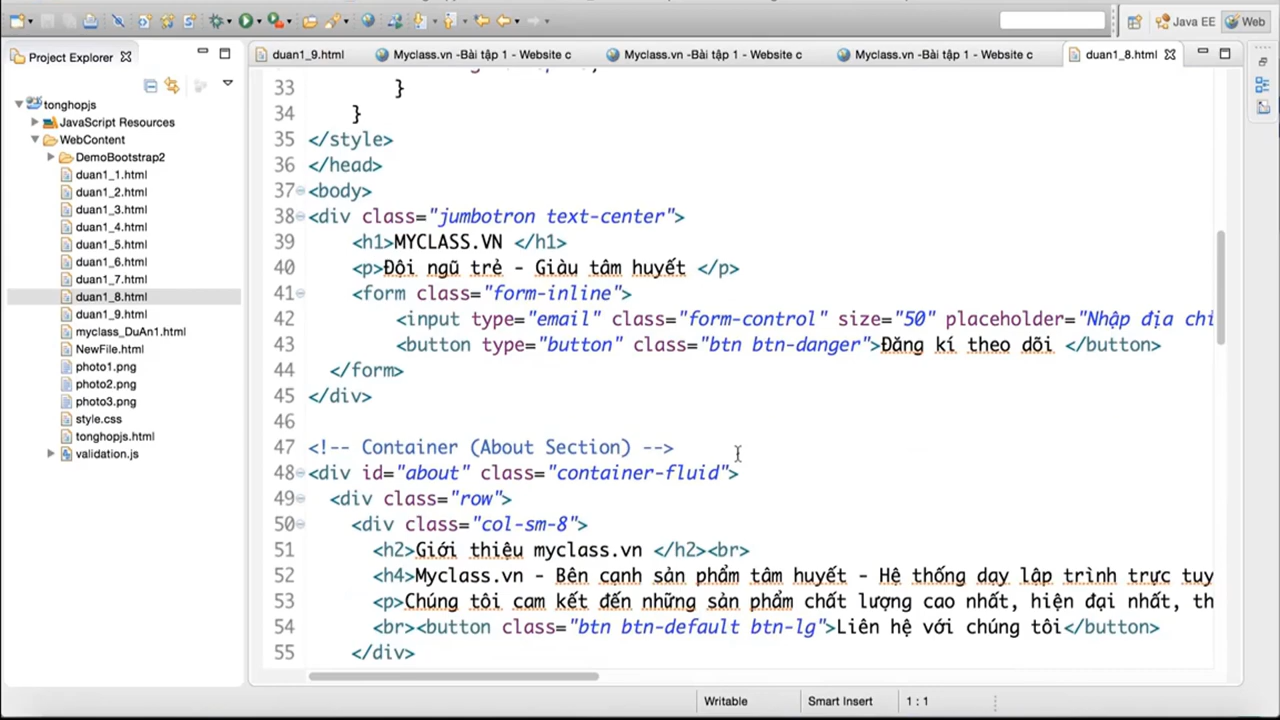 Java EE
Web
Project Explorer
duan1_9.html
Myclass.vn -Bài tập 1 - Website c
Myclass.vn -Bài tập 1 - Website c
Myclass.vn -Bài tập 1 - Website c
duan1_8.html
tonghopjs
JavaScript Resources
WebContent
DemoBootstrap2
duan1_1.html
duan1_2.html
duan1_3.html
duan1_4.html
duan1_5.html
duan1_6.html
duan1_7.html
duan1_8.html
duan1_9.html
myclass_DuAn1.html
NewFile.html
photo1.png
photo2.png
photo3.png
style.css
tonghopjs.html
validation.js
33 }
34 }
35 </style>
36 </head>
37 <body>
38 <div class="jumbotron text-center">
39 <h1>MYCLASS.VN </h1>
40 <p>Đội ngũ trẻ - Giàu tâm huyết </p>
41 <form class="form-inline">
42 <input type="email" class="form-control" size="50" placeholder="Nhập địa chỉ
43 <button type="button" class="btn btn-danger">Đăng kí theo dõi </button>
44 </form>
45 </div>
46
47 <!-- Container (About Section) -->
48 <div id="about" class="container-fluid">
49 <div class="row">
50 <div class="col-sm-8">
51 <h2>Giới thiệu myclass.vn </h2><br>
52 <h4>Myclass.vn - Bên cạnh sản phẩm tâm huyết - Hệ thống dạy lập trình trực tuy
53 <p>Chúng tôi cam kết đến những sản phẩm chất lượng cao nhất, hiện đại nhất, th
54 <br><button class="btn btn-default btn-lg">Liên hệ với chúng tôi</button>
55 </div>
Writable
Smart Insert
1 : 1